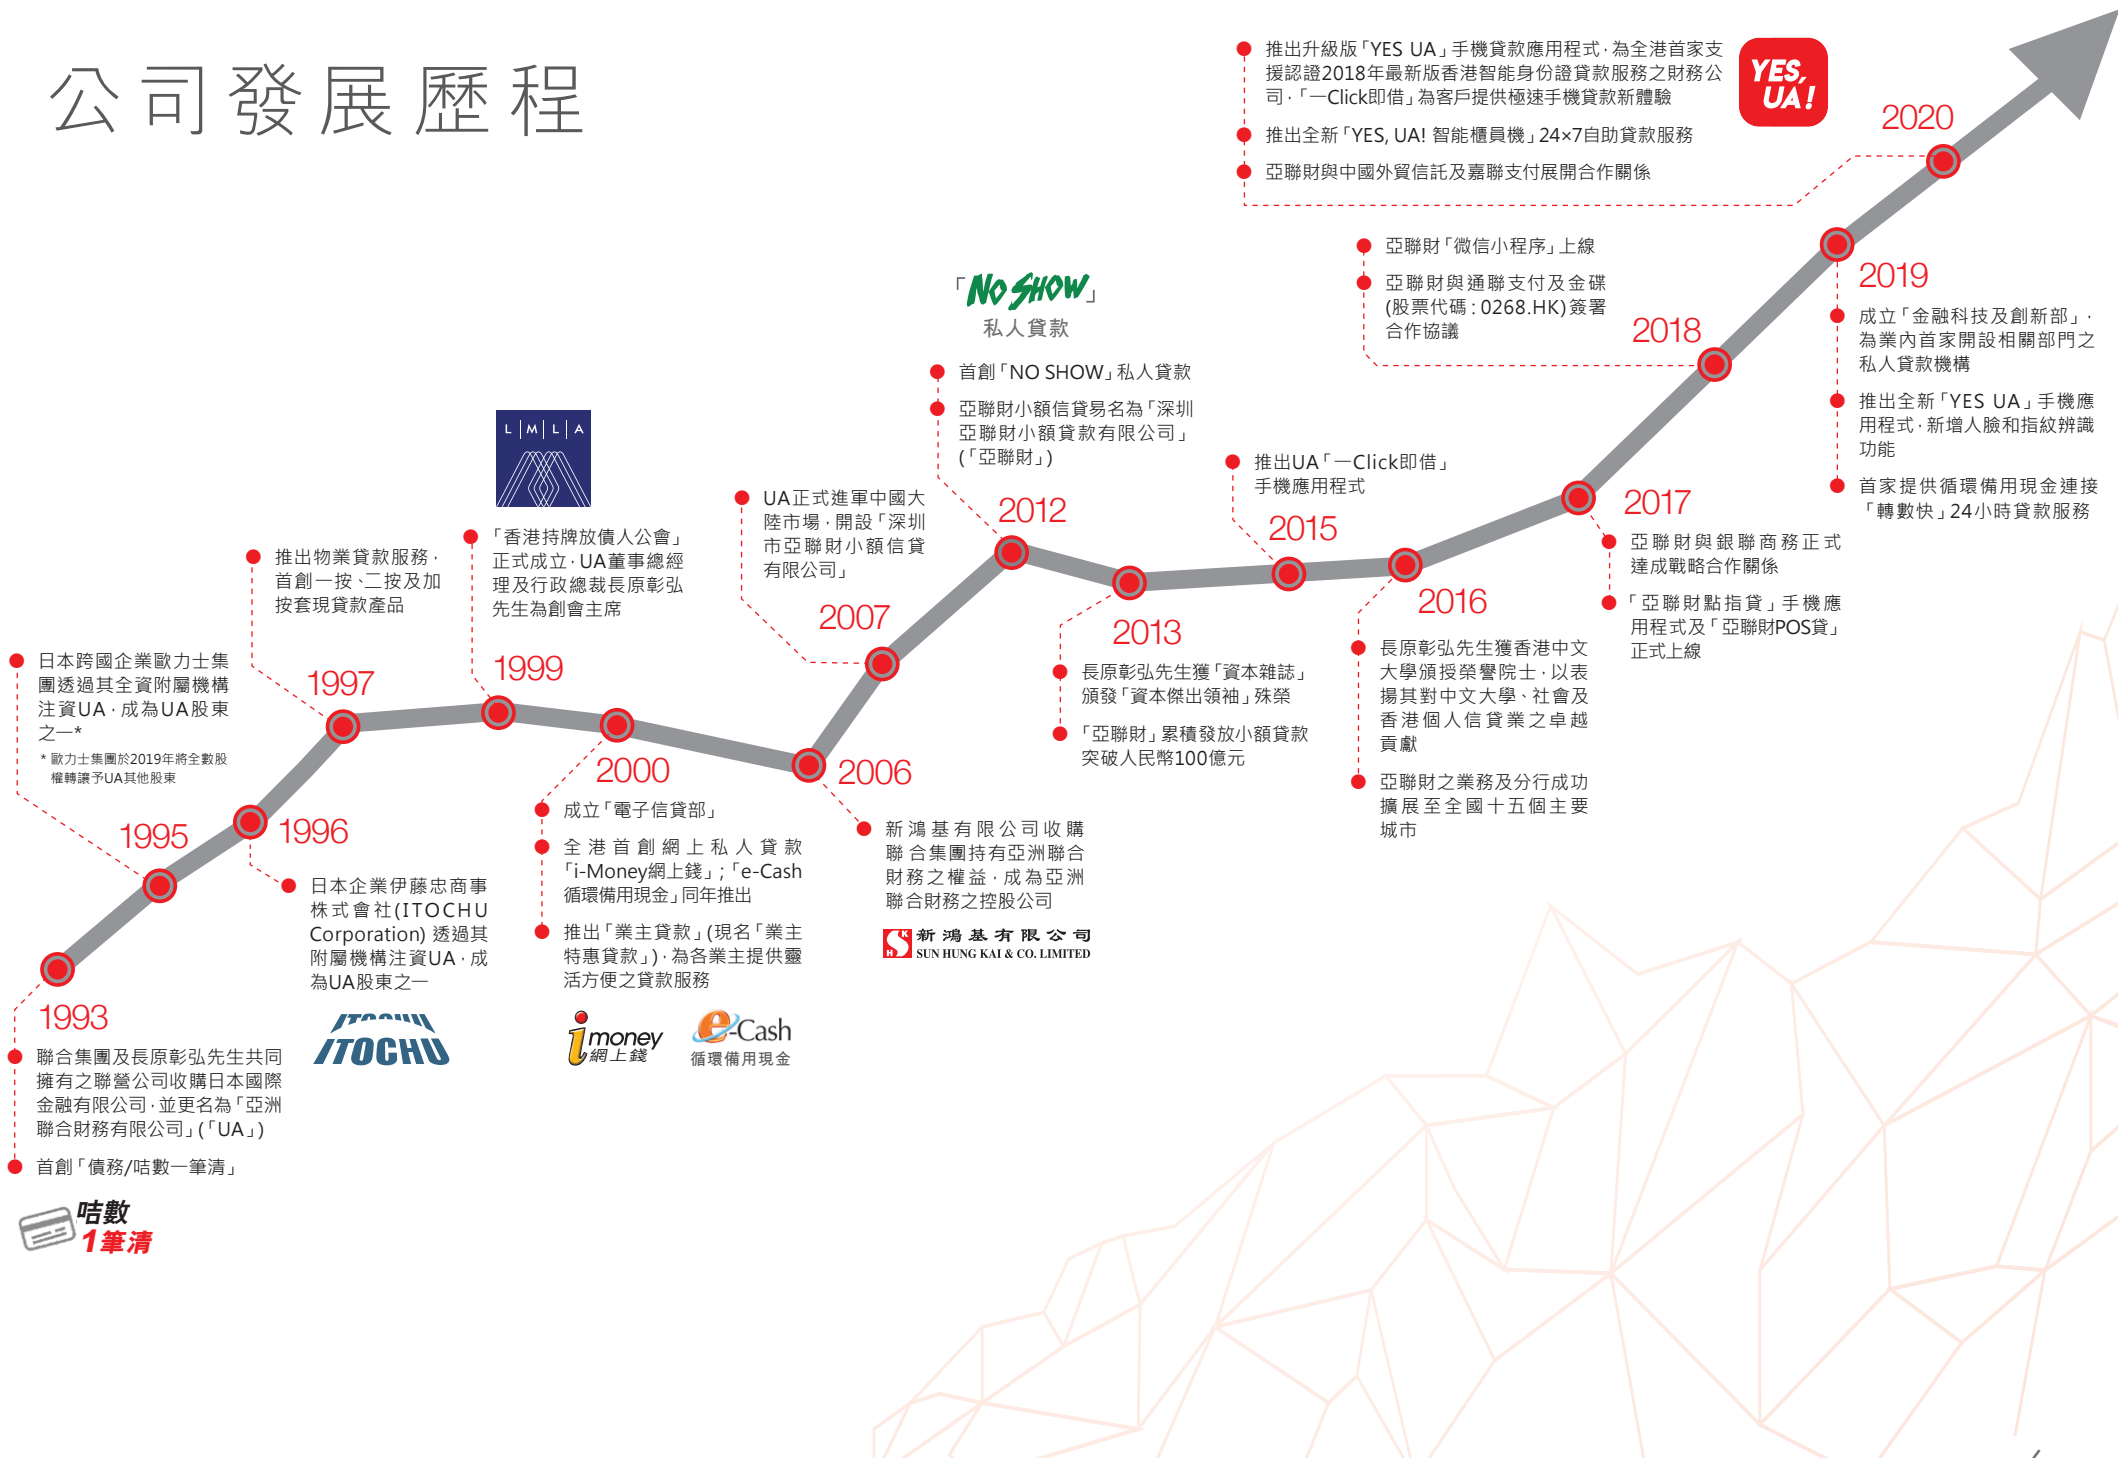 公司發展歷程
1993
聯合集團及長原彰弘先生共同
擁有之聯營公司收購日本國際
金融有限公司，並更名為「亞洲
聯合財務有限公司」(「UA」)
首創「債務/咭數一筆清」
咭數
1筆清
日本跨國企業歐力士集
團透過其全資附屬機構
注資UA，成為UA股東
之一*
* 歐力士集團於2019年將全數股
權轉讓予UA其他股東
1995
1996
日本企業伊藤忠商事
株式會社(ITOCHU
Corporation) 透過其
附屬機構注資UA，成
為UA股東之一
ITOCHU
ITOCHU
推出物業貸款服務，
首創一按、二按及加
按套現貸款產品
1997
L M L A
「香港持牌放債人公會」
正式成立，UA董事總經
理及行政總裁長原彰弘
先生為創會主席
1999
2000
成立「電子信貸部」
全港首創網上私人貸款
「i-Money網上錢」；「e-Cash
循環備用現金」同年推出
推出「業主貸款」(現名「業主
特惠貸款」)，為各業主提供靈
活方便之貸款服務
i money
網上錢
e-Cash
循環備用現金
2006
新鴻基有限公司收購
聯合集團持有亞洲聯合
財務之權益，成為亞洲
聯合財務之控股公司
SHK
新鴻基有限公司
SUN HUNG KAI & CO. LIMITED
UA正式進軍中國大
陸市場，開設「深圳
市亞聯財小額信貸
有限公司」
2007
「NO SHOW」
私人貸款
首創「NO SHOW」私人貸款
亞聯財小額信貸易名為「深圳
亞聯財小額貸款有限公司」
(「亞聯財」)
2012
2013
長原彰弘先生獲「資本雜誌」
頒發「資本傑出領袖」殊榮
「亞聯財」累積發放小額貸款
突破人民幣100億元
推出UA「一Click即借」
手機應用程式
2015
2016
長原彰弘先生獲香港中文
大學頒授榮譽院士，以表
揚其對中文大學、社會及
香港個人信貸業之卓越
貢獻
亞聯財之業務及分行成功
擴展至全國十五個主要
城市
2017
亞聯財與銀聯商務正式
達成戰略合作關係
「亞聯財點指貸」手機應
用程式及「亞聯財POS貸」
正式上線
亞聯財「微信小程序」上線
亞聯財與通聯支付及金碟
(股票代碼：0268.HK)簽署
合作協議
2018
2019
成立「金融科技及創新部」，
為業內首家開設相關部門之
私人貸款機構
推出全新「YES UA」手機應
用程式，新增人臉和指紋辨識
功能
首家提供循環備用現金連接
「轉數快」24小時貸款服務
推出升級版「YES UA」手機貸款應用程式，為全港首家支
援認證2018年最新版香港智能身份證貸款服務之財務公
司，「一Click即借」為客戶提供極速手機貸款新體驗
推出全新「YES, UA! 智能櫃員機」24×7自助貸款服務
亞聯財與中國外貿信託及嘉聯支付展開合作關係
YES,
UA!
2020